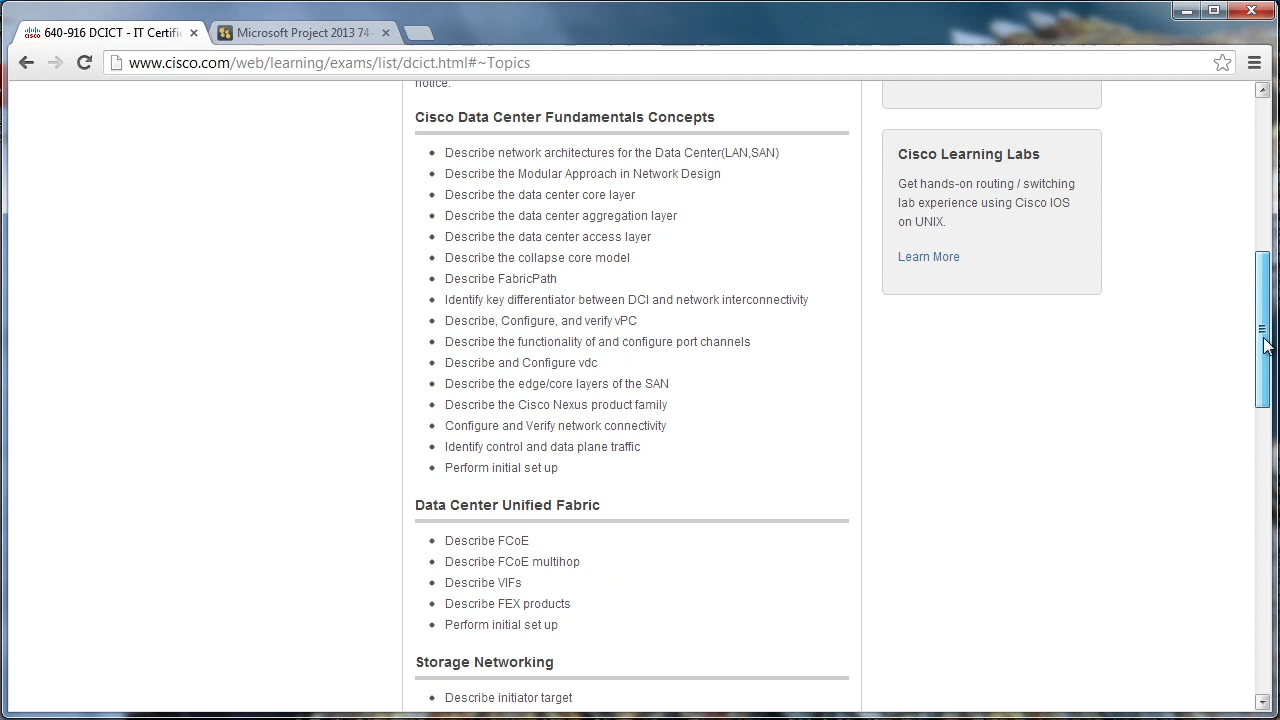 640-916 DCICT - IT Certifi
Microsoft Project 2013 74-
www.cisco.com/web/learning/exams/list/dcict.html#~Topics
notice.
Cisco Data Center Fundamentals Concepts
Describe network architectures for the Data Center(LAN,SAN)
Describe the Modular Approach in Network Design
Describe the data center core layer
Describe the data center aggregation layer
Describe the data center access layer
Describe the collapse core model
Describe FabricPath
Identify key differentiator between DCI and network interconnectivity
Describe, Configure, and verify vPC
Describe the functionality of and configure port channels
Describe and Configure vdc
Describe the edge/core layers of the SAN
Describe the Cisco Nexus product family
Configure and Verify network connectivity
Identify control and data plane traffic
Perform initial set up
Data Center Unified Fabric
Describe FCoE
Describe FCoE multihop
Describe VIFs
Describe FEX products
Perform initial set up
Storage Networking
Describe initiator target
Cisco Learning Labs
Get hands-on routing / switching
lab experience using Cisco IOS
on UNIX.
Learn More